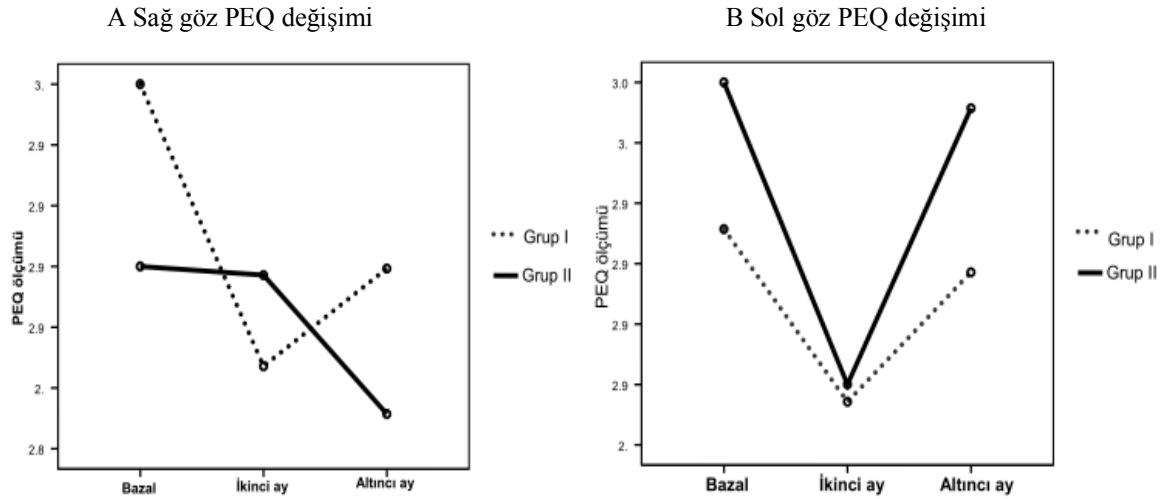 A Sağ göz PEQ değişimi
3.
2.9
2.9
2.9
2.9
2.
2.8
PEQ ölçümü
Bazal
İkinci ay
Altıncı ay
Grup I
Grup II
B Sol göz PEQ değişimi
3.0
3.
2.9
2.9
2.9
2.9
2.
PEQ ölçümü
Bazal
İkinci ay
Altıncı ay
Grup I
Grup II